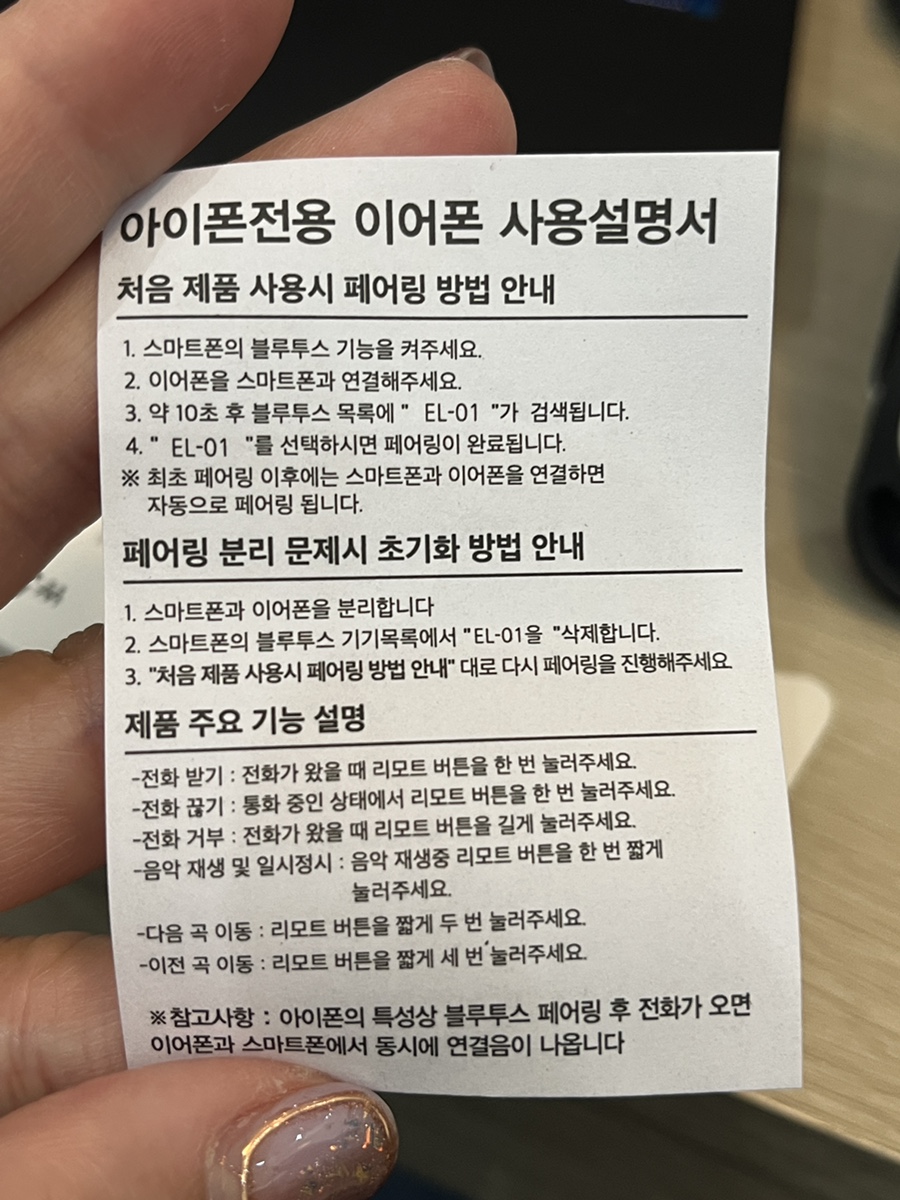 아이폰전용 이어폰 사용설명서
처음 제품 사용시 페어링 방법 안내
1. 스마트폰의 블루투스 기능을 켜주세요.
2. 이어폰을 스마트폰과 연결해주세요.
3. 약 10초 후 블루투스 목록에 " EL-01 "가 검색됩니다.
4. " EL-01 "를 선택하시면 페어링이 완료됩니다.
※ 최초 페어링 이후에는 스마트폰과 이어폰을 연결하면
자동으로 페어링 됩니다.
페어링 분리 문제시 초기화 방법 안내
1. 스마트폰과 이어폰을 분리합니다
2. 스마트폰의 블루투스 기기목록에서 "EL-01을 "삭제합니다.
3. "처음 제품 사용시 페어링 방법 안내" 대로 다시 페어링을 진행해주세요.
제품 주요 기능 설명
-전화 받기 : 전화가 왔을 때 리모트 버튼을 한 번 눌러주세요.
-전화 끊기 : 통화 중인 상태에서 리모트 버튼을 한 번 눌러주세요.
-전화 거부 : 전화가 왔을 때 리모트 버튼을 길게 눌러주세요.
-음악 재생 및 일시정시 : 음악 재생중 리모트 버튼을 한 번 짧게
눌러주세요.
-다음 곡 이동 : 리모트 버튼을 짧게 두 번 눌러주세요.
-이전 곡 이동 : 리모트 버튼을 짧게 세 번 눌러주세요.
※참고사항 : 아이폰의 특성상 블루투스 페어링 후 전화가 오면
이어폰과 스마트폰에서 동시에 연결음이 나옵니다